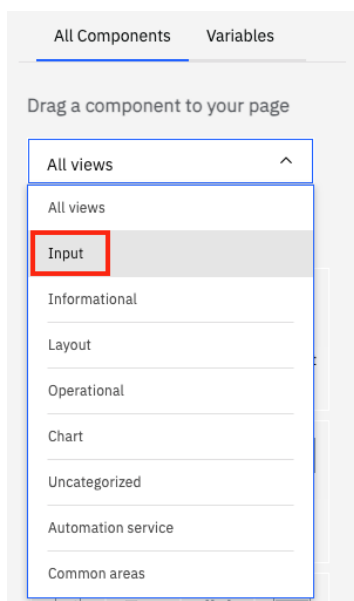 All Components Variables
Drag a component to your page
All views
All views
Input
Informational
Layout
Operational
Chart
Uncategorized
Automation service
Common areas